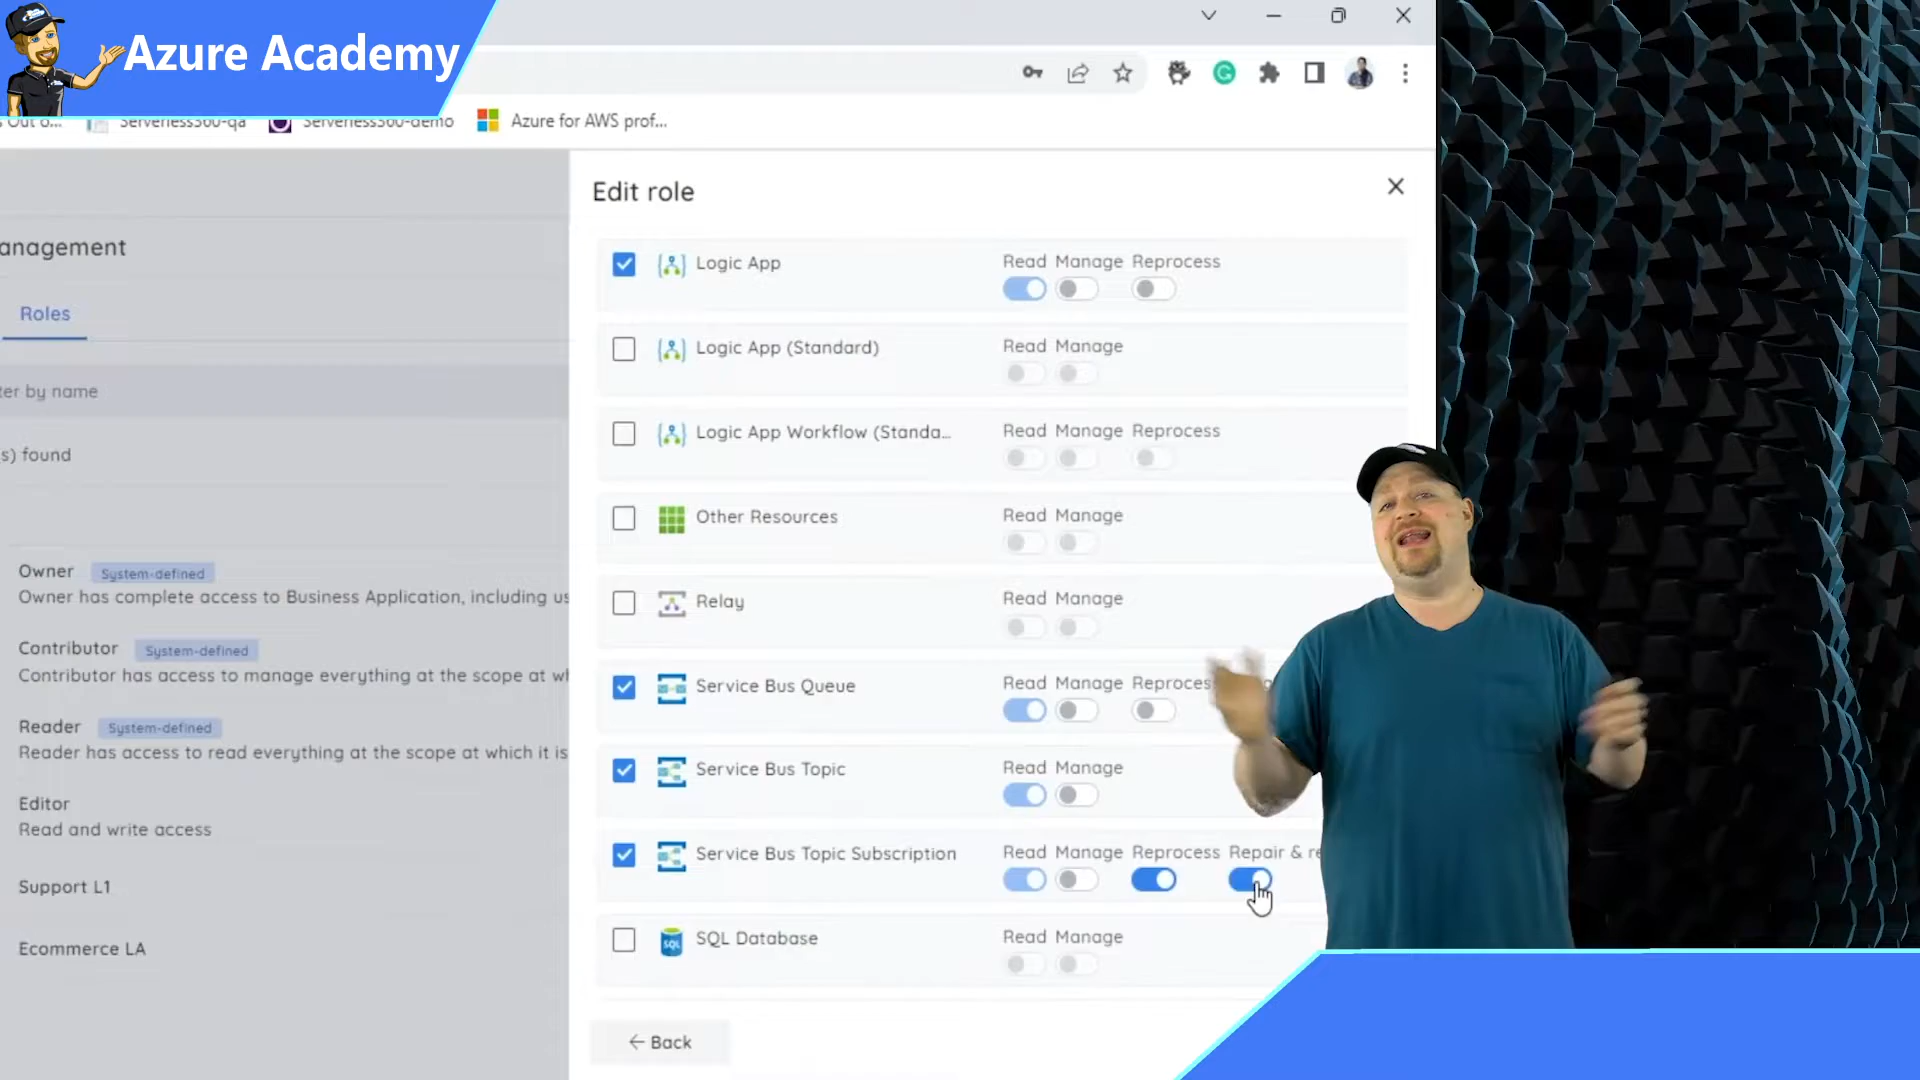 Azure Academy
Serverless360-qa
Serverless360-demo
Azure for AWS prof...
anagement
Roles
ter by name
s) found
Owner System-defined
Owner has complete access to Business Application, including us
Contributor System-defined
Contributor has access to manage everything at the scope at wh
Reader System-defined
Reader has access to read everything at the scope at which it is
Editor
Read and write access
Support L1
Ecommerce LA
Edit role
Logic App Read Manage Reprocess
Logic App (Standard) Read Manage
Logic App Workflow (Standa... Read Manage Reprocess
Other Resources Read Manage
Relay Read Manage
Service Bus Queue Read Manage Reprocess
Service Bus Topic Read Manage
Service Bus Topic Subscription Read Manage Reprocess Repair & re
SQL Database Read Manage
SQL
Back